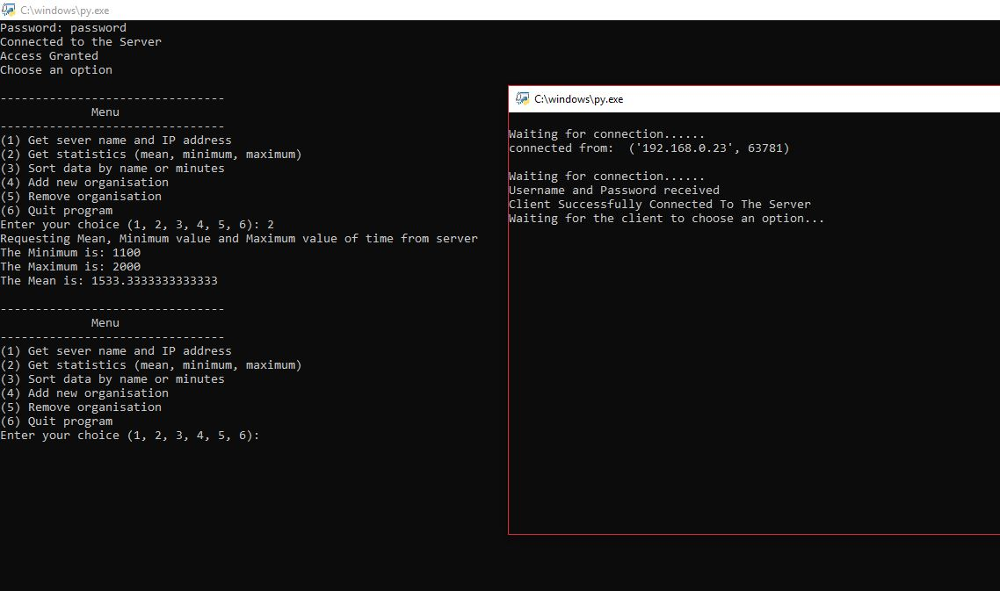 C:\windows\py.exe
Password: password
Connected to the Server
Access Granted
Choose an option
--------------------------------
Menu
--------------------------------
(1) Get sever name and IP address
(2) Get statistics (mean, minimum, maximum)
(3) Sort data by name or minutes
(4) Add new organisation
(5) Remove organisation
(6) Quit program
Enter your choice (1, 2, 3, 4, 5, 6): 2
Requesting Mean, Minimum value and Maximum value of time from server
The Minimum is: 1100
The Maximum is: 2000
The Mean is: 1533.3333333333333
--------------------------------
Menu
--------------------------------
(1) Get sever name and IP address
(2) Get statistics (mean, minimum, maximum)
(3) Sort data by name or minutes
(4) Add new organisation
(5) Remove organisation
(6) Quit program
Enter your choice (1, 2, 3, 4, 5, 6):
C:\windows\py.exe
Waiting for connection......
connected from:  ('192.168.0.23', 63781)
Waiting for connection......
Username and Password received
Client Successfully Connected To The Server
Waiting for the client to choose an option...